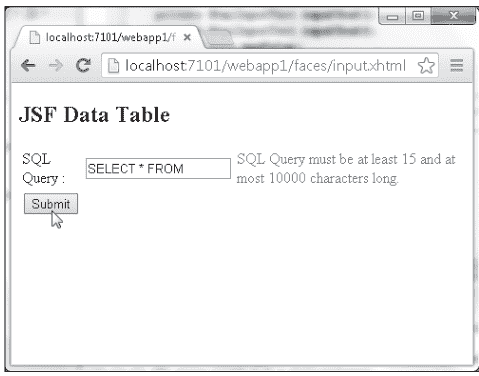 localhost:7101/webapp1/f
localhost:7101/webapp1/faces/input.xhtml
JSF Data Table
SQL Query must be at least 15 and at
most 10000 characters long.
SQL
Query :
SELECT * FROM
Submit